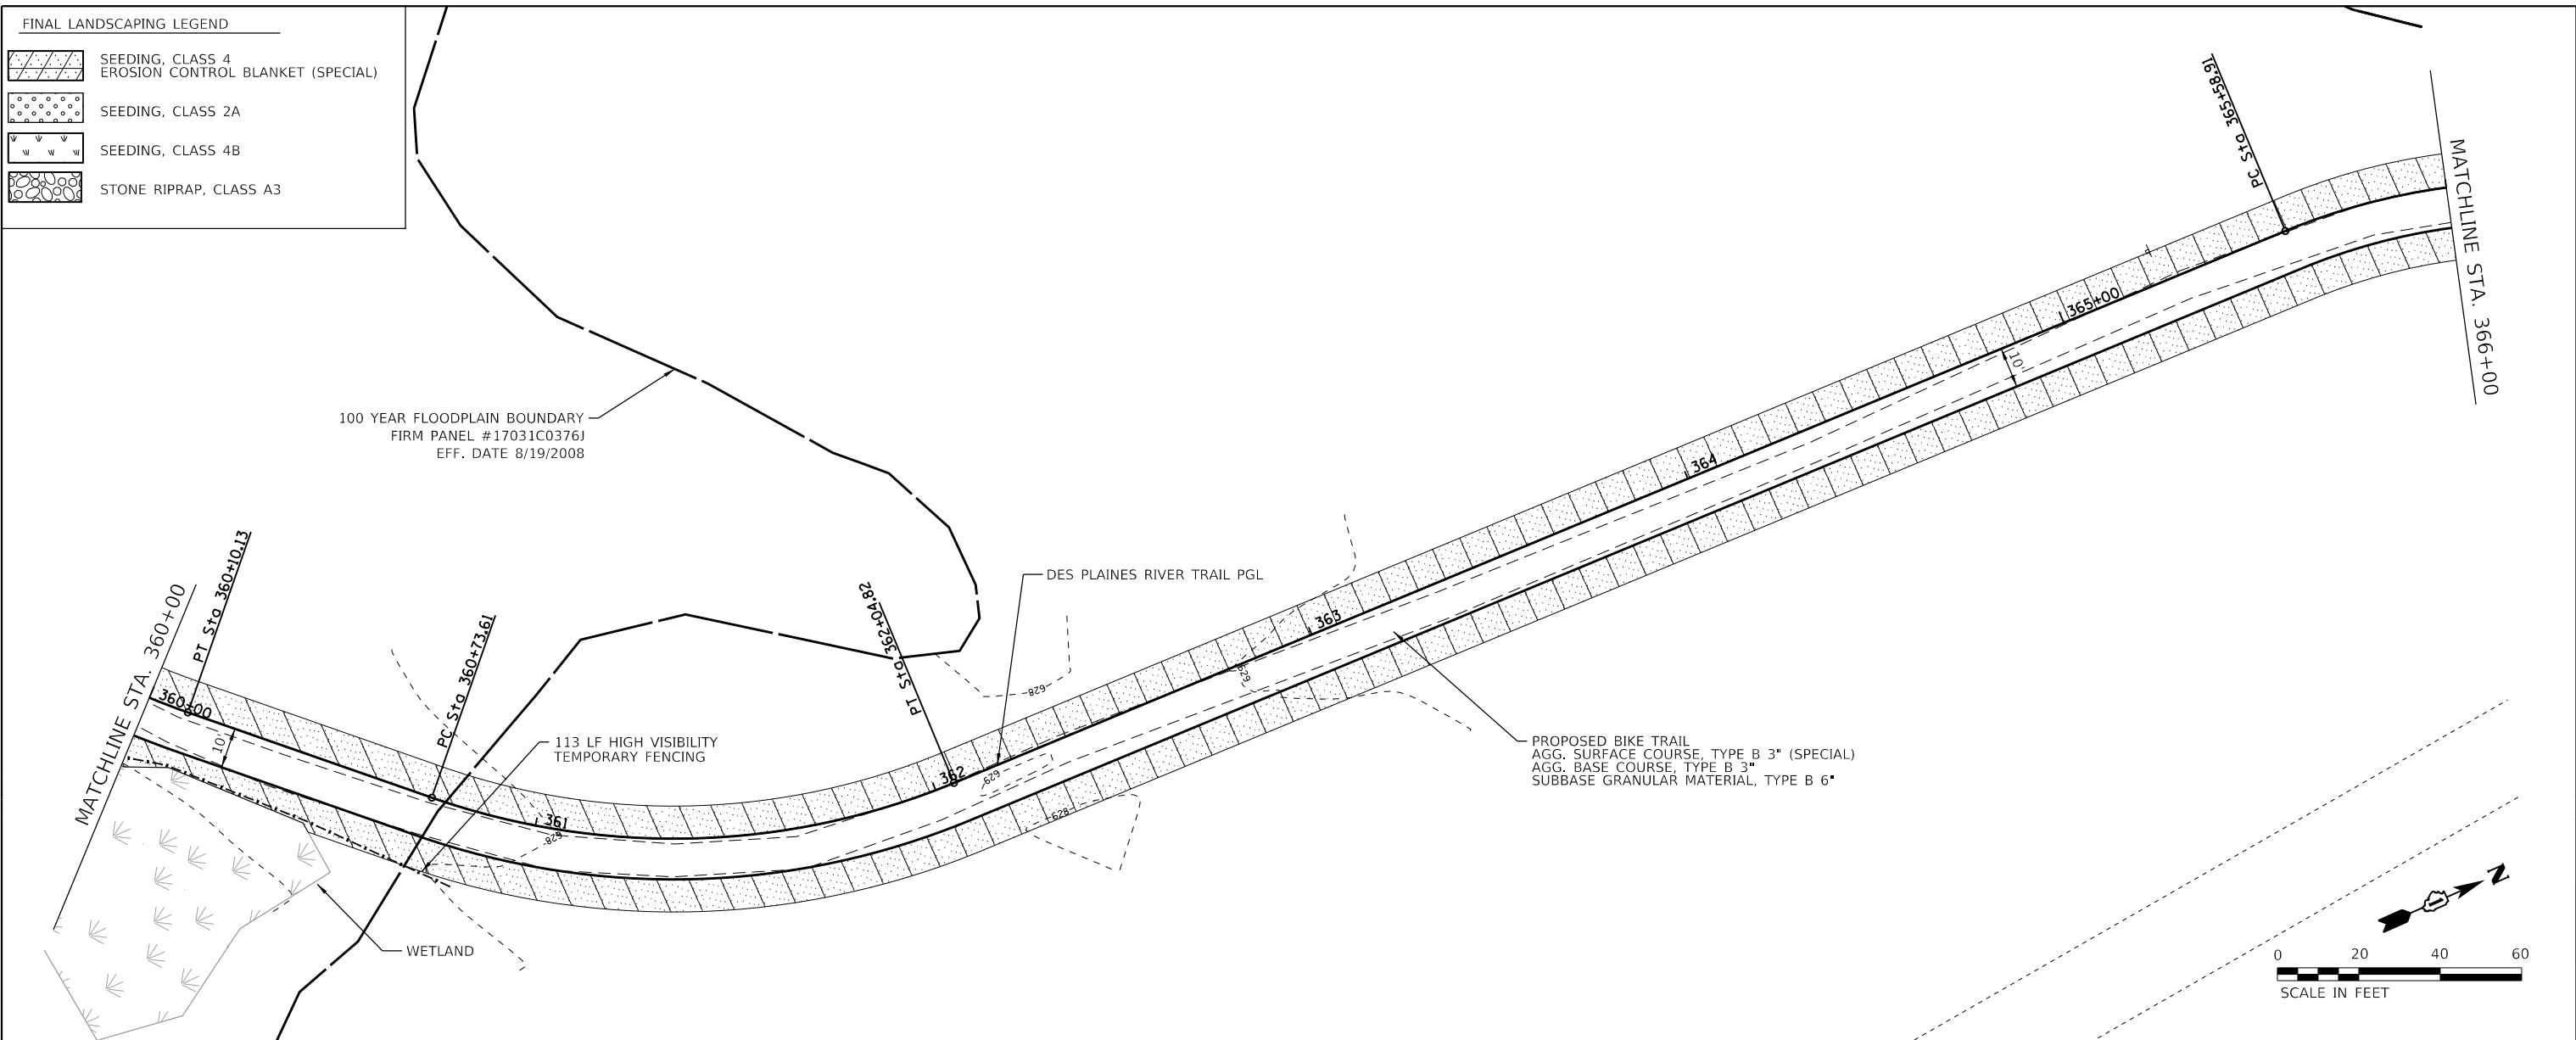 FINAL LANDSCAPING LEGEND
SEEDING, CLASS 4
EROSION CONTROL BLANKET (SPECIAL)
SEEDING, CLASS 2A
SEEDING, CLASS 4B
STONE RIPRAP, CLASS A3
PC Sta 365+58.91
MATCHLINE STA. 366+00
365+00
10'
100 YEAR FLOODPLAIN BOUNDARY
FIRM PANEL #17031C0376J
EFF. DATE 8/19/2008
364
MATCHLINE STA. 360+00
PT Sta 360+10.13
PC Sta 360+73.61
PT Sta 362+04.82
DES PLAINES RIVER TRAIL PGL
363
629
628
360+00
10'
113 LF HIGH VISIBILITY
TEMPORARY FENCING
362
629
PROPOSED BIKE TRAIL
AGG. SURFACE COURSE, TYPE B 3" (SPECIAL)
AGG. BASE COURSE, TYPE B 3"
SUBBASE GRANULAR MATERIAL, TYPE B 6"
361
628
628
WETLAND
N
0 20 40 60
SCALE IN FEET